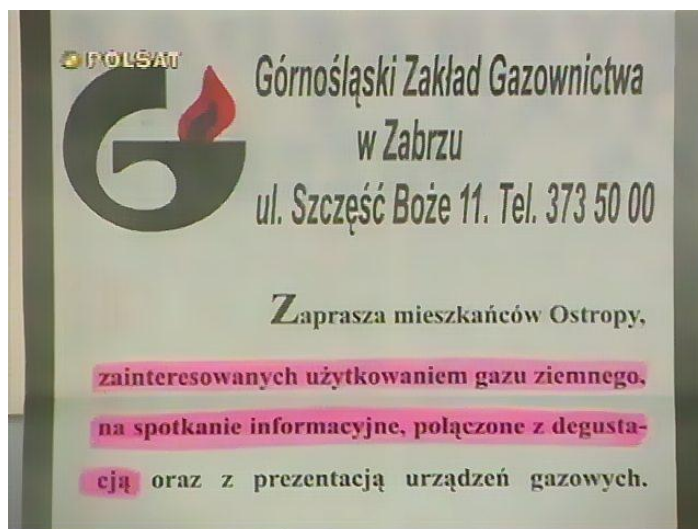 POLSAT
Górnośląski Zakład Gazownictwa
w Zabrzu
ul. Szczęść Boże 11. Tel. 373 50 00
Zaprasza mieszkańców Ostropy,
zainteresowanych użytkowaniem gazu ziemnego,
na spotkanie informacyjne, połączone z degusta-
cją oraz z prezentacją urządzeń gazowych.